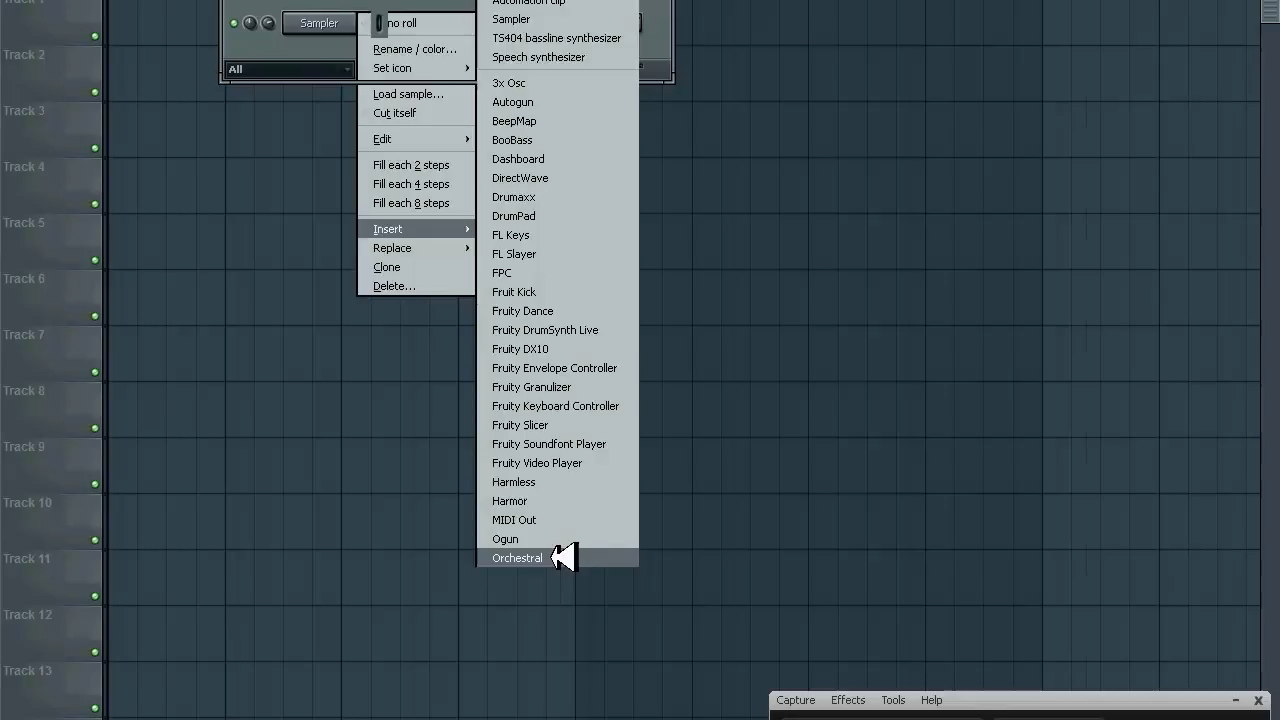 Automation clip
Sampler
TS404 bassline synthesizer
Speech synthesizer
3x Osc
Autogun
BeepMap
BooBass
Dashboard
DirectWave
Drumaxx
DrumPad
FL Keys
FL Slayer
FPC
Fruit Kick
Fruity Dance
Fruity DrumSynth Live
Fruity DX10
Fruity Envelope Controller
Fruity Granulizer
Fruity Keyboard Controller
Fruity Slicer
Fruity Soundfont Player
Fruity Video Player
Harmless
Harmor
MIDI Out
Ogun
Orchestral
Sampler
no roll
Rename / color...
Set icon
Load sample...
Cut itself
Edit
Fill each 2 steps
Fill each 4 steps
Fill each 8 steps
Insert
Replace
Clone
Delete...
All
Track 2
Track 3
Track 4
Track 5
Track 6
Track 7
Track 8
Track 9
Track 10
Track 11
Track 12
Track 13
Capture Effects Tools Help